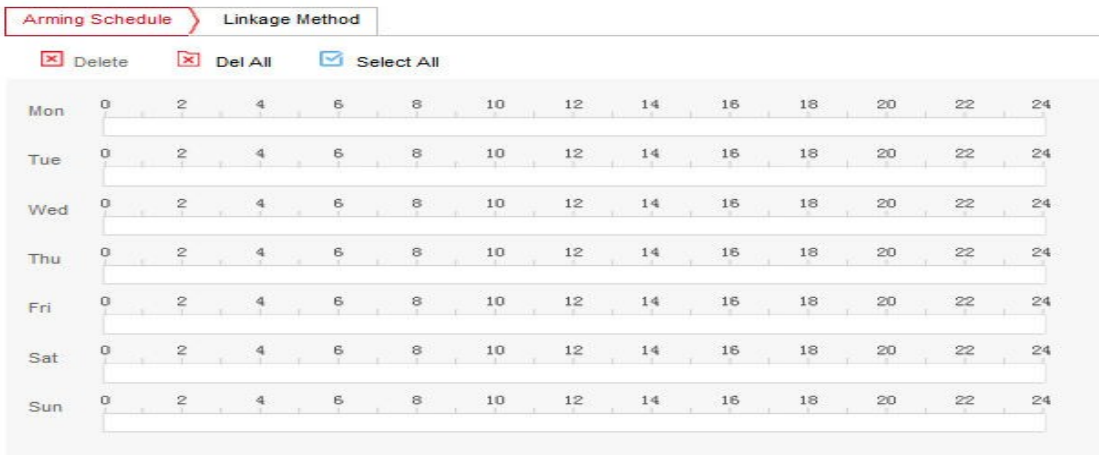 Arming Schedule Linkage Method
Delete Del All Select All
Mon 0 2 4 6 8 10 12 14 16 18 20 22 24
Tue 0 2 4 6 8 10 12 14 16 18 20 22 24
Wed 0 2 4 6 8 10 12 14 16 18 20 22 24
Thu 0 2 4 6 8 10 12 14 16 18 20 22 24
Fri 0 2 4 6 8 10 12 14 16 18 20 22 24
Sat 0 2 4 6 8 10 12 14 16 18 20 22 24
Sun 0 2 4 6 8 10 12 14 16 18 20 22 24